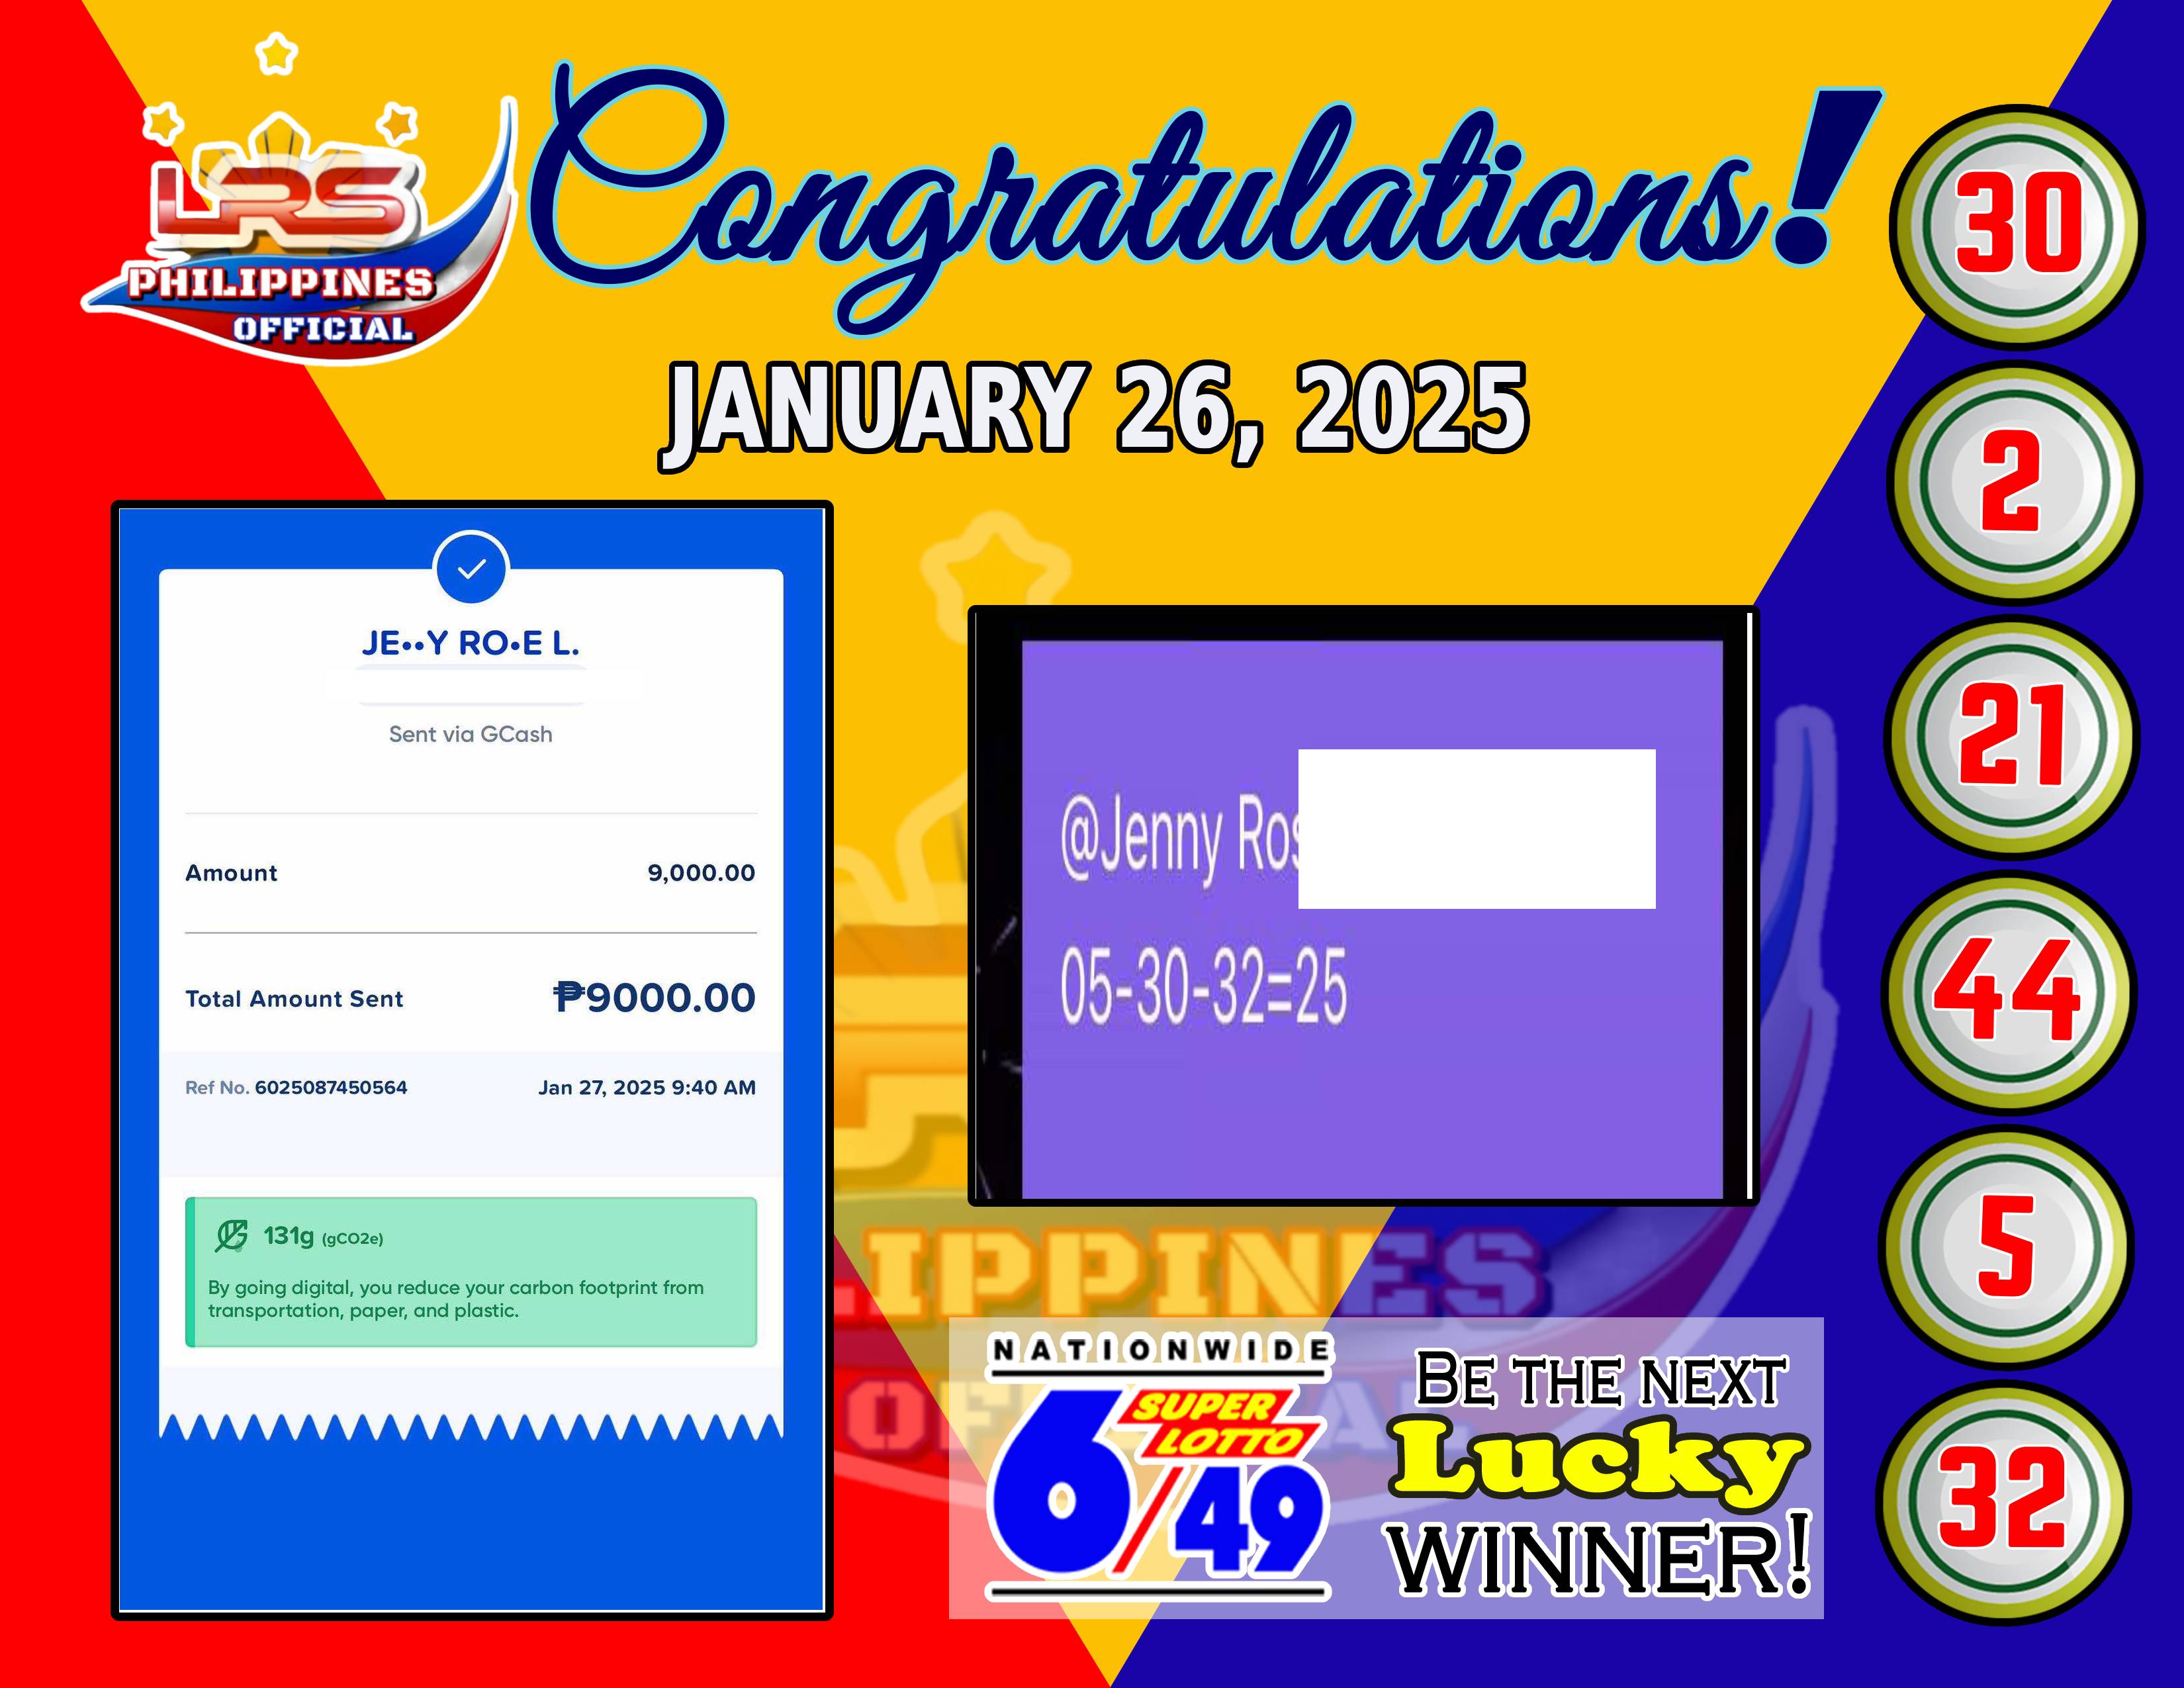 LRS
PHILIPPINES
OFFICIAL
Congratulations!
JANUARY 26, 2025
JE••Y RO•E L.
Sent via GCash
Amount 9,000.00
Total Amount Sent ₱9000.00
Ref No. 6025087450564 Jan 27, 2025 9:40 AM
131g (gCO2e)
By going digital, you reduce your carbon footprint from
transportation, paper, and plastic.
@Jenny Ros
05-30-32=25
LIPPINES
NATIONWIDE
SUPER
LOTTO
6/49
BE THE NEXT
Lucky
WINNER!
30
2
21
44
5
32